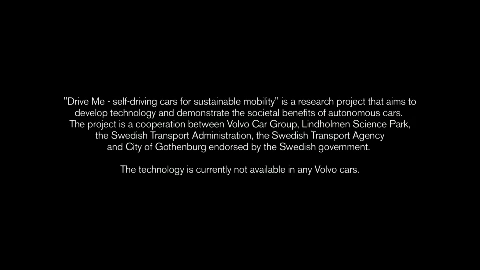 "Drive Me - self-driving cars for sustainable mobility" is a research project that aims to
develop technology and demonstrate the societal benefits of autonomous cars.
The project is a cooperation between Volvo Car Group, Lindholmen Science Park,
the Swedish Transport Administration, the Swedish Transport Agency
and City of Gothenburg endorsed by the Swedish government.
The technology is currently not available in any Volvo cars.